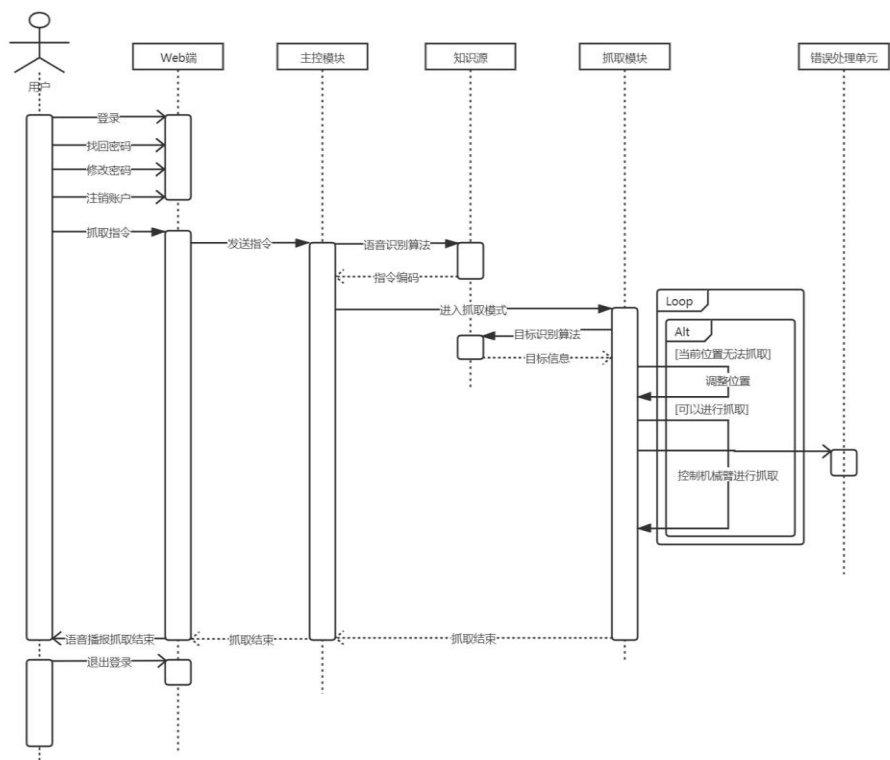 用户
Web端
主控模块
知识源
抓取模块
错误处理单元
登录
找回密码
修改密码
注销账户
抓取指令
发送指令
语音识别算法
指令编码
进入抓取模式
Loop
目标识别算法
Alt
目标信息
[当前位置无法抓取]
调整位置
[可以进行抓取]
控制机械臂进行抓取
语音播报抓取结束
抓取结束
抓取结束
退出登录